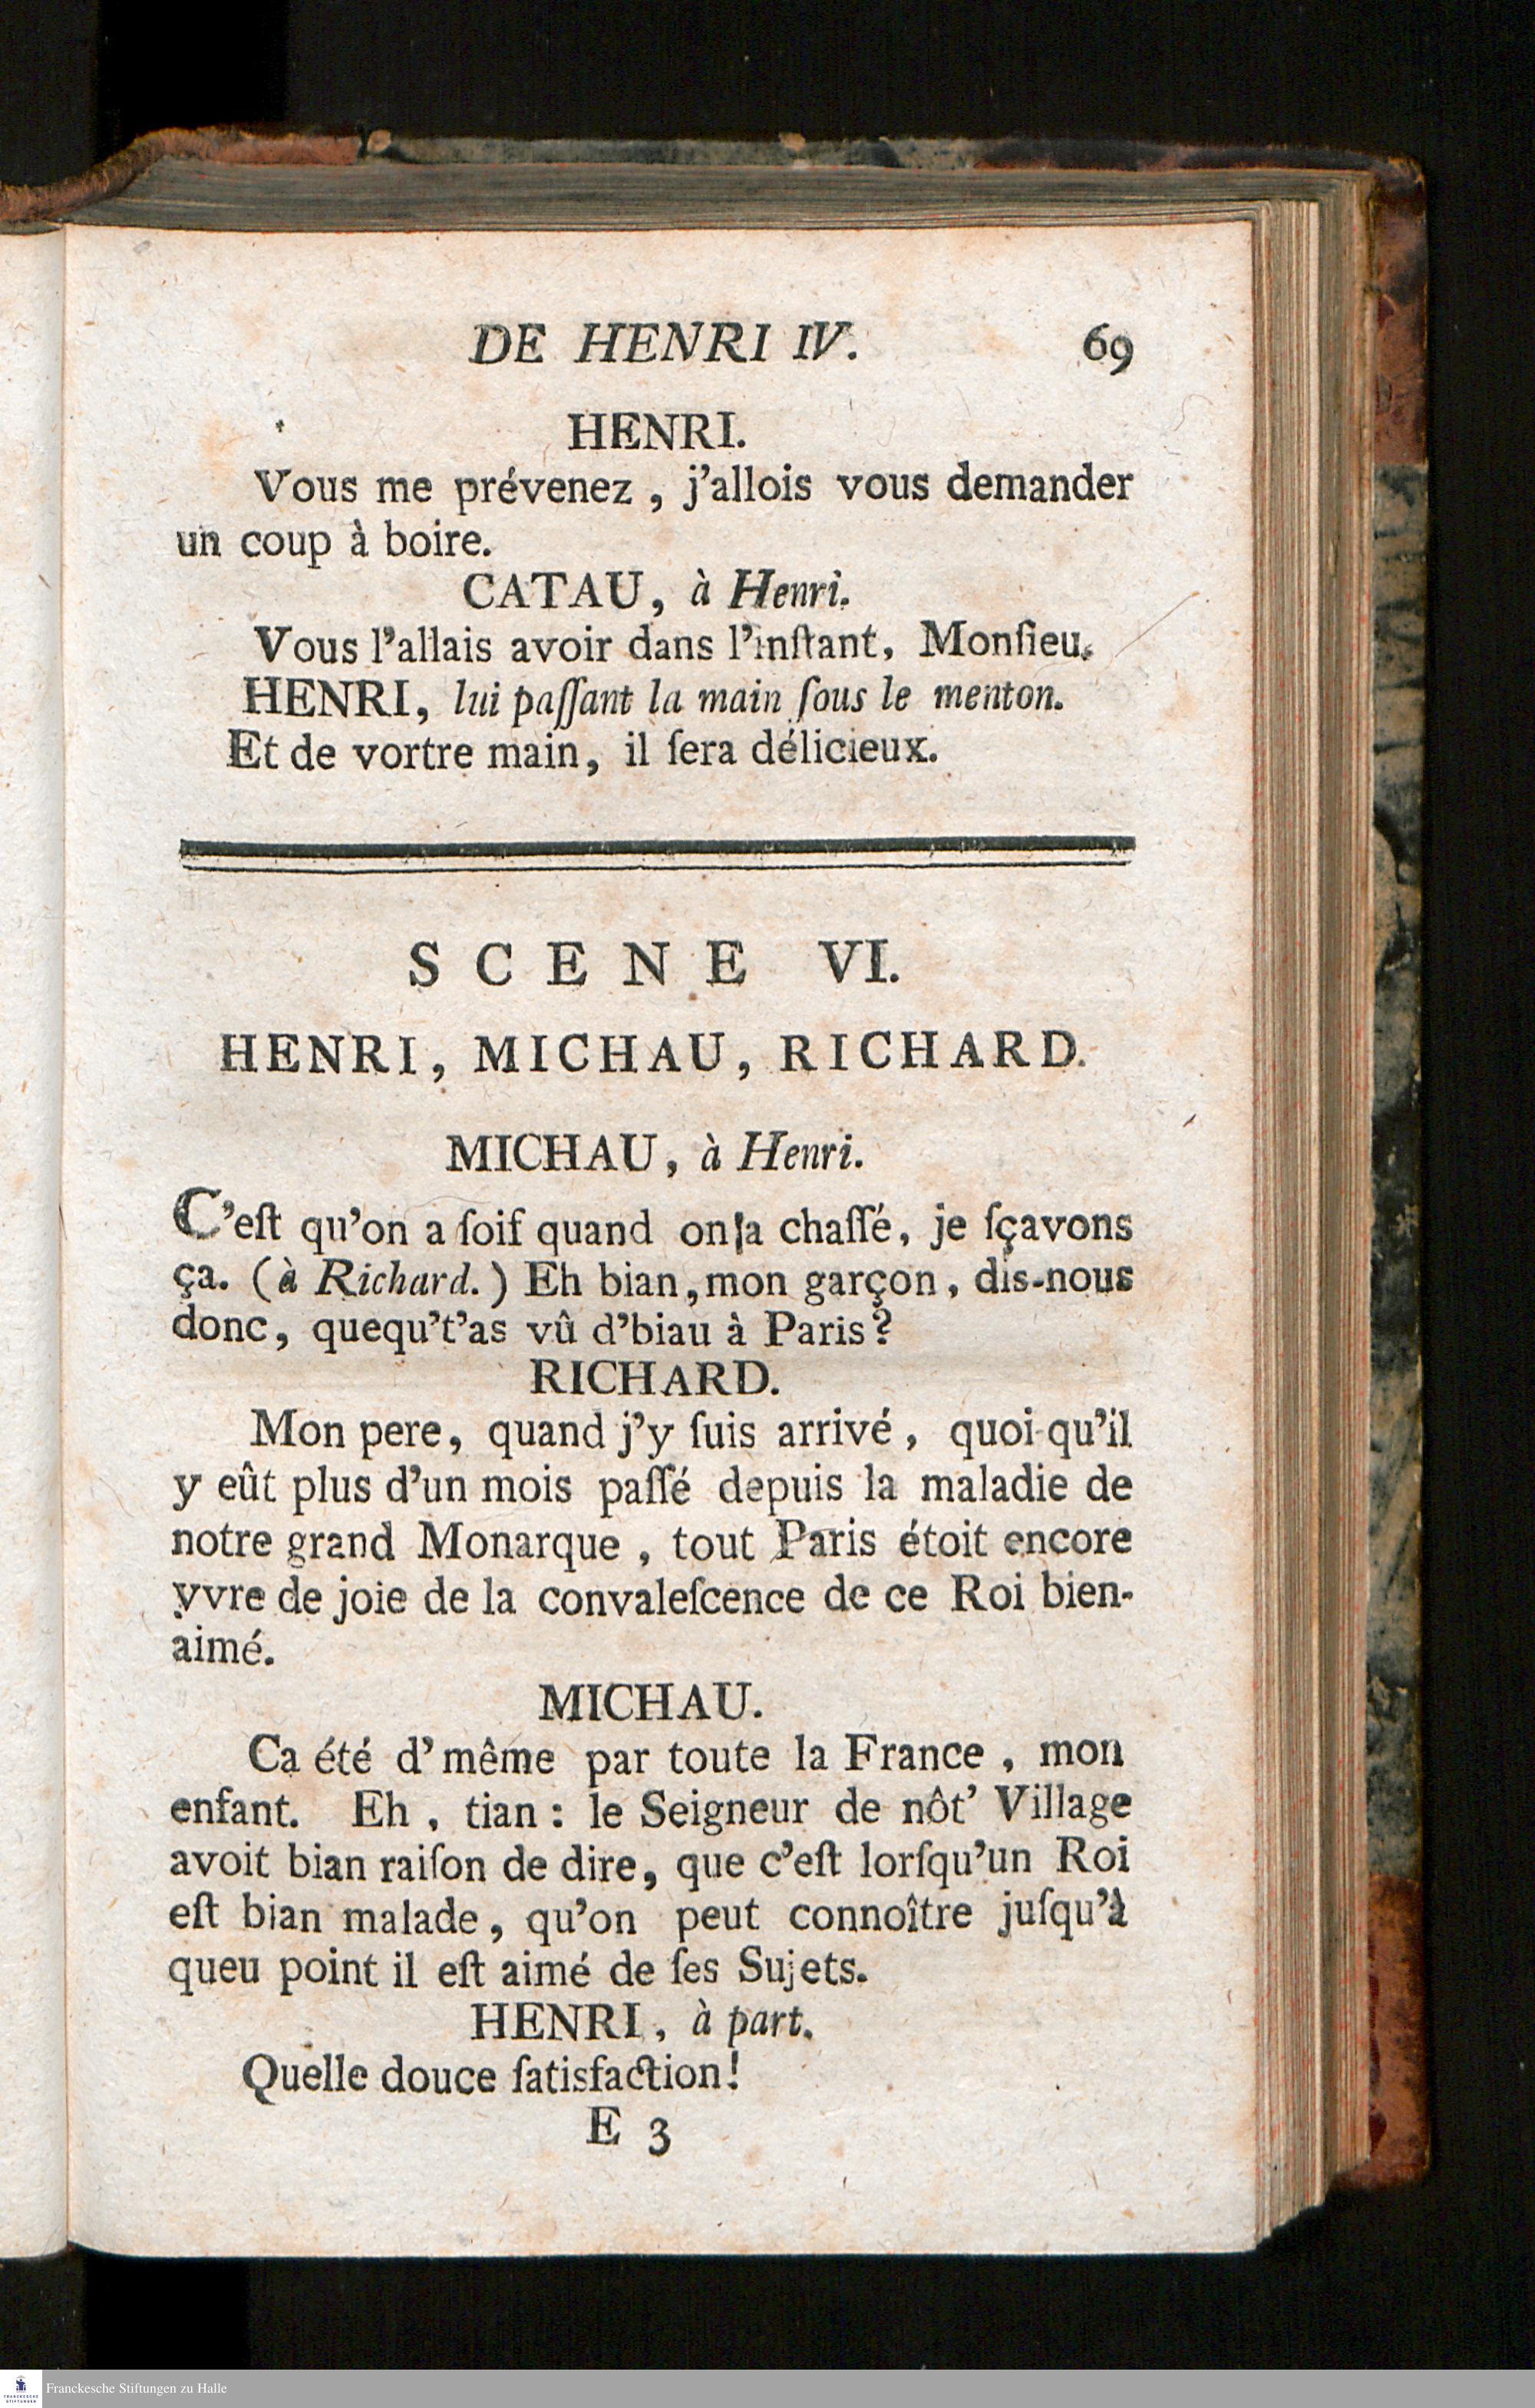 DE HENRI IV. 69
HENRI.
Vous me prévenez, j'allois vous demander
un coup à boire.
CATAU, à Henri.
Vous l'allais avoir dans l'inſtant, Monſieu.
HENRI, lui paſſant la main ſous le menton.
Et de vortre main, il ſera délicieux.
SCENE VI.
HENRI, MICHAU, RICHARD.
MICHAU, à Henri.
C'eſt qu'on a ſoif quand on a chaſſé, je ſçavons
ça. (à Richard.) Eh bian, mon garçon, dis-nous
donc, quequ't'as vû d'biau à Paris?
RICHARD.
Mon pere, quand j'y ſuis arrivé, quoi-qu'il
y eût plus d'un mois paſſé depuis la maladie de
notre grand Monarque, tout Paris étoit encore
yvre de joie de la convaleſcence de ce Roi bien-
aimé.
MICHAU.
Ca été d'même par toute la France, mon
enfant. Eh, tian: le Seigneur de nôt' Village
avoit bian raiſon de dire, que c'eſt lorſqu'un Roi
eſt bian malade, qu'on peut connoître juſqu'à
queu point il eſt aimé de ſes Sujets.
HENRI, à part.
Quelle douce ſatisfaction!
E 3
FRANCKESCHE
STIFTUNGEN
Franckesche Stiftungen zu Halle